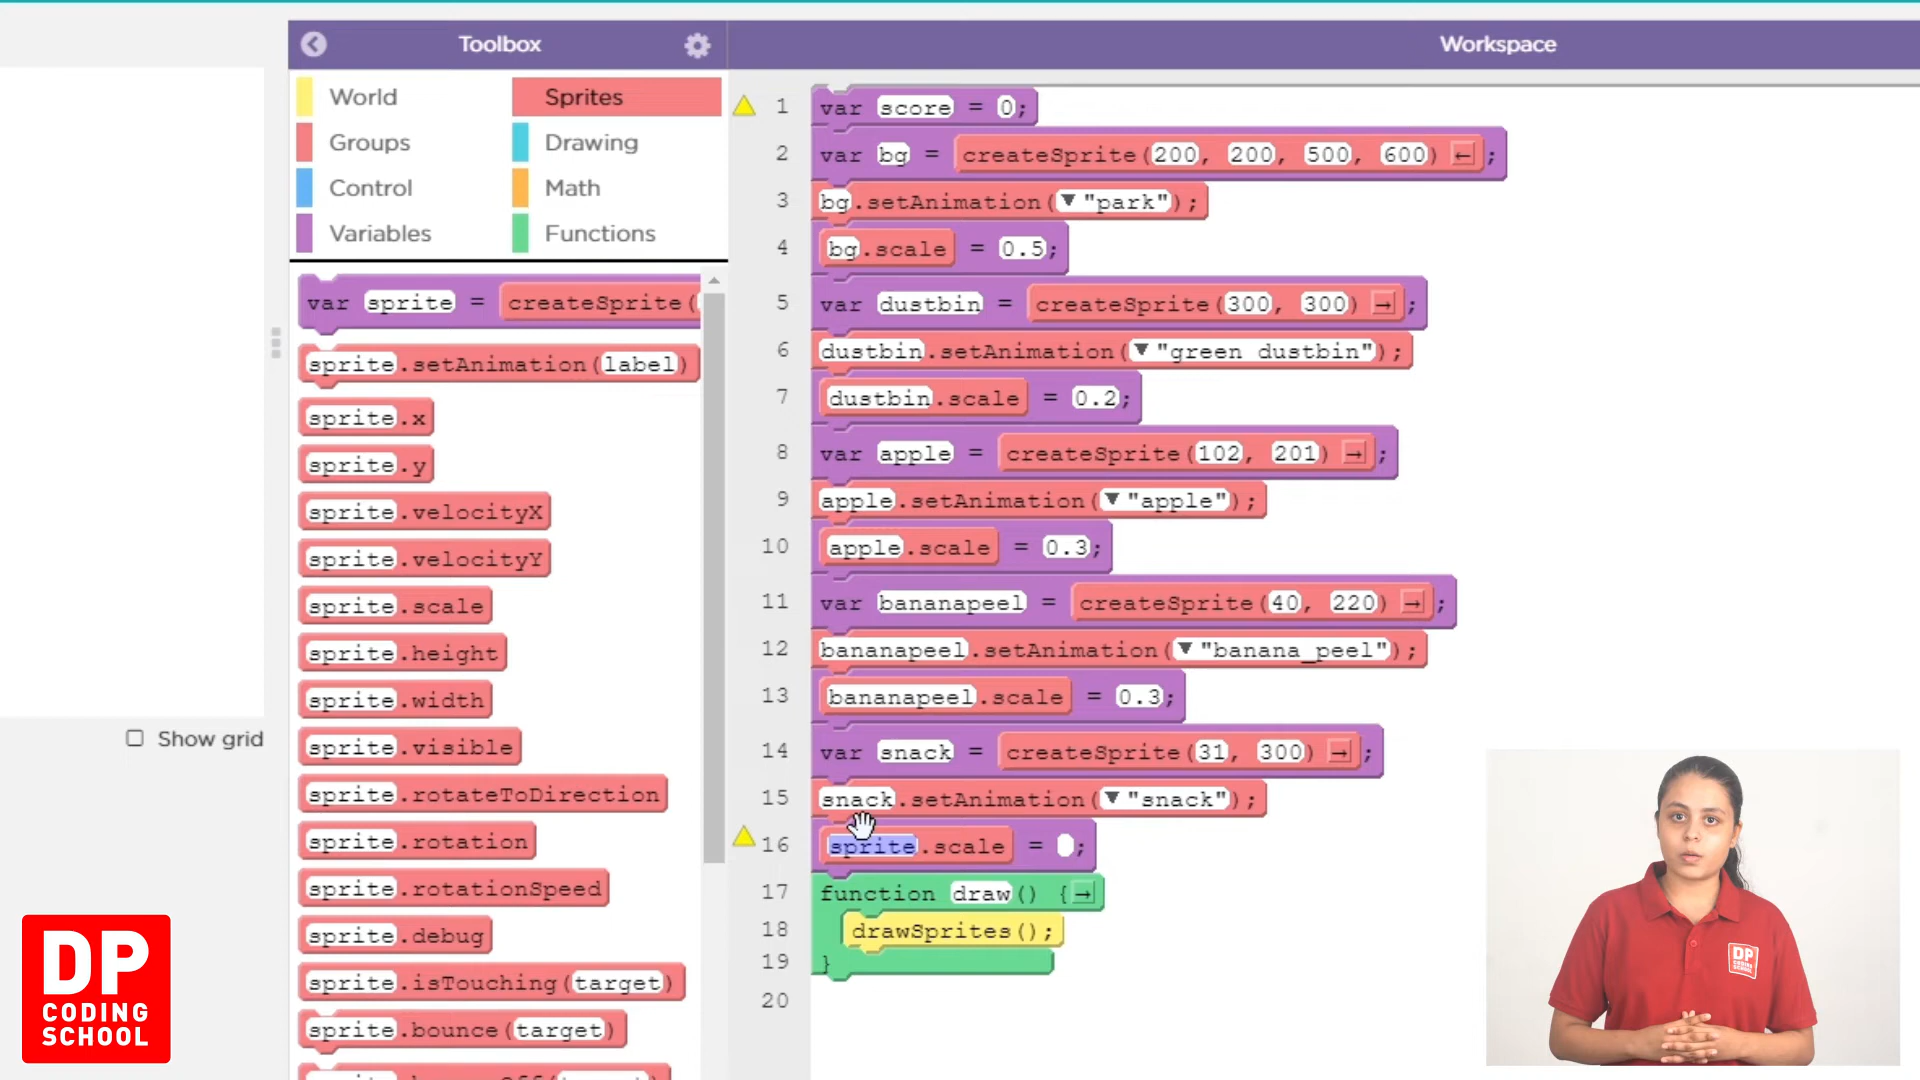 Toolbox
Workspace
World
Sprites
Groups
Drawing
Control
Math
Variables
Functions
var sprite = createSprite(
sprite.setAnimation(label)
sprite.x
sprite.y
sprite.velocityX
sprite.velocityY
sprite.scale
sprite.height
sprite.width
sprite.visible
sprite.rotateToDirection
sprite.rotation
sprite.rotationSpeed
sprite.debug
sprite.isTouching(target)
sprite.bounce(target)
1 var score = 0;
2 var bg = createSprite(200, 200, 500, 600) ←;
3 bg.setAnimation(▼"park");
4 bg.scale = 0.5;
5 var dustbin = createSprite(300, 300) →;
6 dustbin.setAnimation(▼"green dustbin");
7 dustbin.scale = 0.2;
8 var apple = createSprite(102, 201) →;
9 apple.setAnimation(▼"apple");
10 apple.scale = 0.3;
11 var bananapeel = createSprite(40, 220) →;
12 bananapeel.setAnimation(▼"banana_peel");
13 bananapeel.scale = 0.3;
14 var snack = createSprite(31, 300) →;
15 snack.setAnimation(▼"snack");
16 sprite.scale = ;
17 function draw() {→
18 drawSprites();
19 }
20
Show grid
DP
CODING
SCHOOL
DP
CODING
SCHOOL